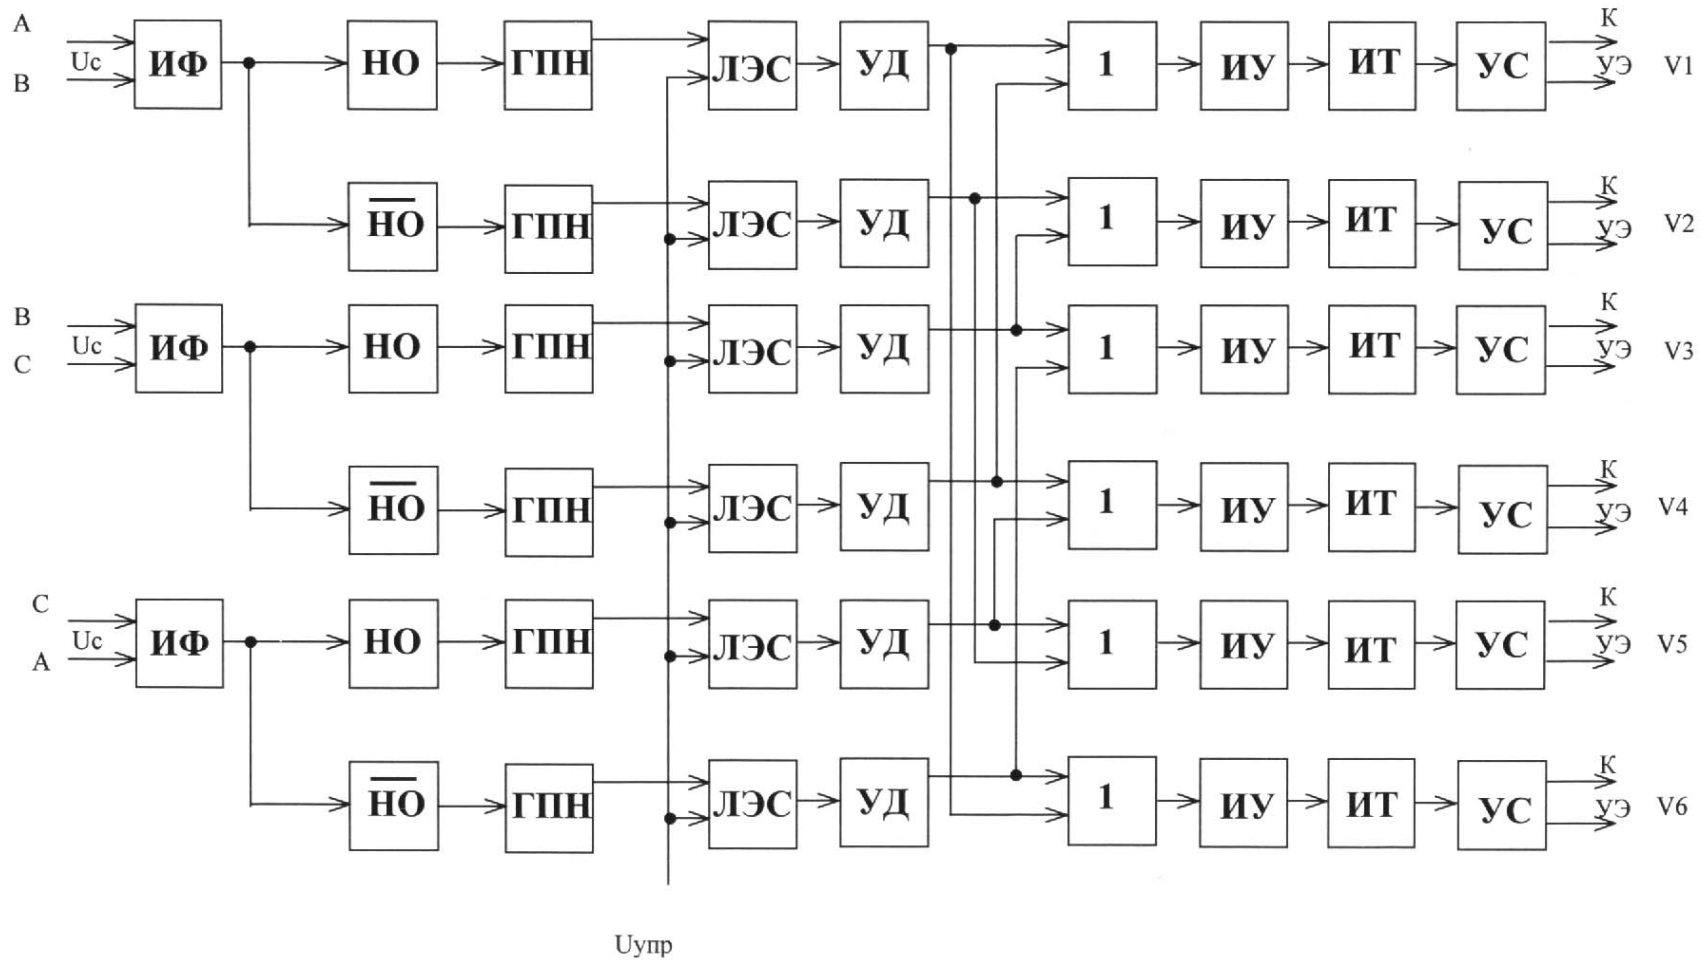 A
Uc
B
ИФ
НО
ГПН
ЛЭС
УД
1
ИУ
ИТ
УС
К
УЭ
V1
НО
ГПН
ЛЭС
УД
1
ИУ
ИТ
УС
К
УЭ
V2
B
Uc
C
ИФ
НО
ГПН
ЛЭС
УД
1
ИУ
ИТ
УС
К
УЭ
V3
НО
ГПН
ЛЭС
УД
1
ИУ
ИТ
УС
К
УЭ
V4
C
Uc
A
ИФ
НО
ГПН
ЛЭС
УД
1
ИУ
ИТ
УС
К
УЭ
V5
НО
ГПН
ЛЭС
УД
1
ИУ
ИТ
УС
К
УЭ
V6
Uупр